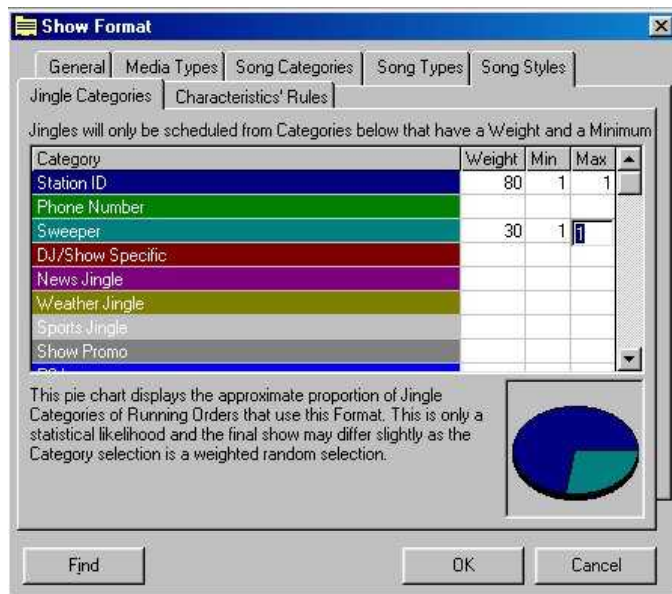 Show Format
General Media Types Song Categories Song Types Song Styles
Jingle Categories Characteristics' Rules
Jingles will only be scheduled from Categories below that have a Weight and a Minimum
Category Weight Min Max
Station ID 80 1 1
Phone Number
Sweeper 30 1 1
DJ/Show Specific
News Jingle
Weather Jingle
Sports Jingle
Show Promo
This pie chart displays the approximate proportion of Jingle
Categories of Running Orders that use this Format. This is only a
statistical likelihood and the final show may differ slightly as the
Category selection is a weighted random selection.
Find OK Cancel